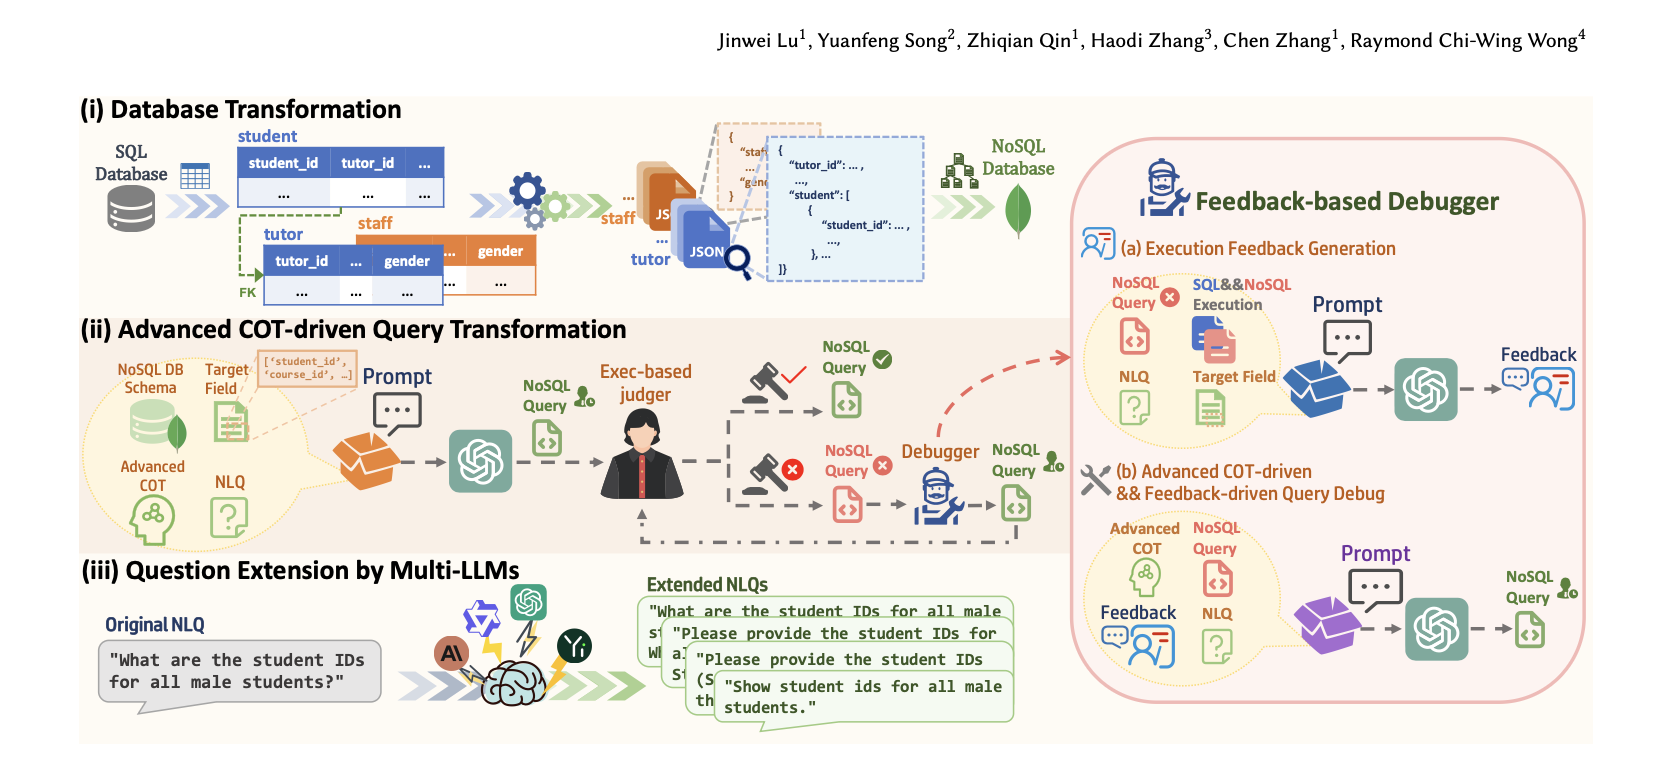 Jinwei Lu1, Yuanfeng Song2, Zhiqian Qin1, Haodi Zhang3, Chen Zhang1, Raymond Chi-Wing Wong4
(i) Database Transformation
SQL
Database
student
student_id tutor_id ...
... ... ...
staff
... gender
... ...
tutor
tutor_id ... gender
... ... ...
FK
...
staff
...
tutor
JSON
{
...
}
{
"tutor_id": ... ,
...,
"student": [
{
"student_id": ... ,
...,
}, ...
]}
NoSQL
Database
(ii) Advanced COT-driven Query Transformation
NoSQL DB
Schema
Target
Field
['student_id',
'course_id', …]
Advanced
COT
NLQ
Prompt
NoSQL
Query
Exec-based
judger
NoSQL
Query
NoSQL
Query
Debugger
NoSQL
Query
(iii) Question Extension by Multi-LLMs
Original NLQ
"What are the student IDs
for all male students?"
Extended NLQs
"What are the student IDs for all male
"Please provide the student IDs for
"Please provide the student IDs
"Show student ids for all male
students."
Feedback-based Debugger
(a) Execution Feedback Generation
NoSQL
Query
SQL&&NoSQL
Execution
NLQ
Target Field
Prompt
Feedback
(b) Advanced COT-driven
&& Feedback-driven Query Debug
Advanced
COT
NoSQL
Query
Feedback
NLQ
Prompt
NoSQL
Query